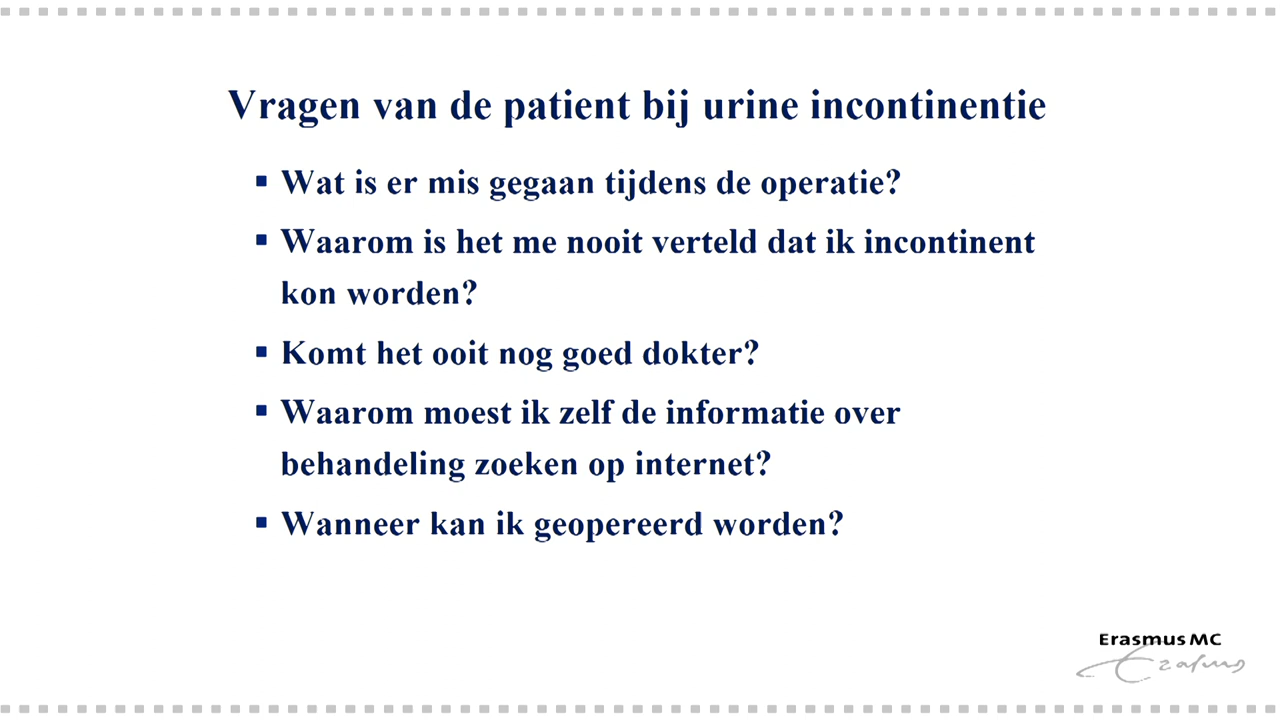 Vragen van de patient bij urine incontinentie
Wat is er mis gegaan tijdens de operatie?
Waarom is het me nooit verteld dat ik incontinent
kon worden?
Komt het ooit nog goed dokter?
Waarom moest ik zelf de informatie over
behandeling zoeken op internet?
Wanneer kan ik geopereerd worden?
Erasmus MC
Erasmus